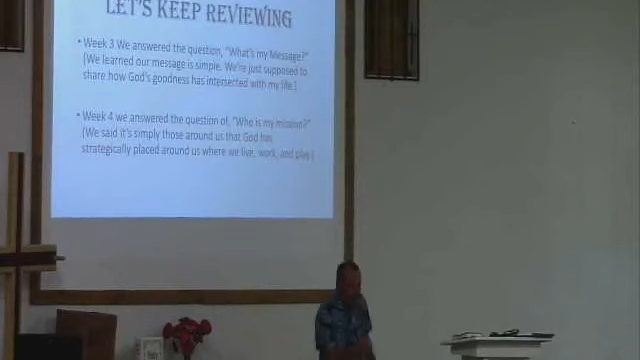 LET'S KEEP REVIEWING
• Week 3 We answered the question, "What's my Message?"
(We learned our message is simple. We're just supposed to
share how God's goodness has intersected with my life.)
• Week 4 we answered the question of, "Who is my mission?"
(We said it's simply those around us that God has
strategically placed around us where we live, work, and play.)